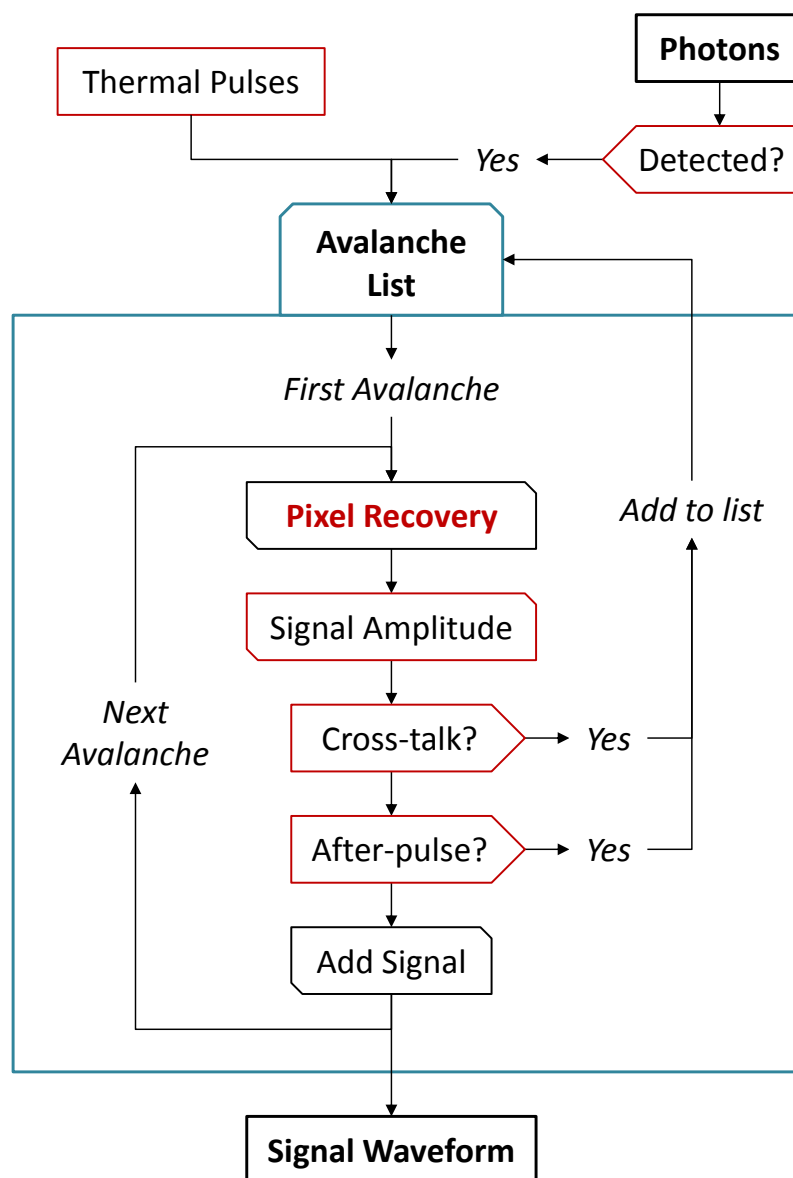 Photons
Thermal Pulses
Detected?
Yes
Avalanche
List
First Avalanche
Pixel Recovery
Add to list
Signal Amplitude
Next
Avalanche
Cross-talk?
Yes
After-pulse?
Yes
Add Signal
Signal Waveform